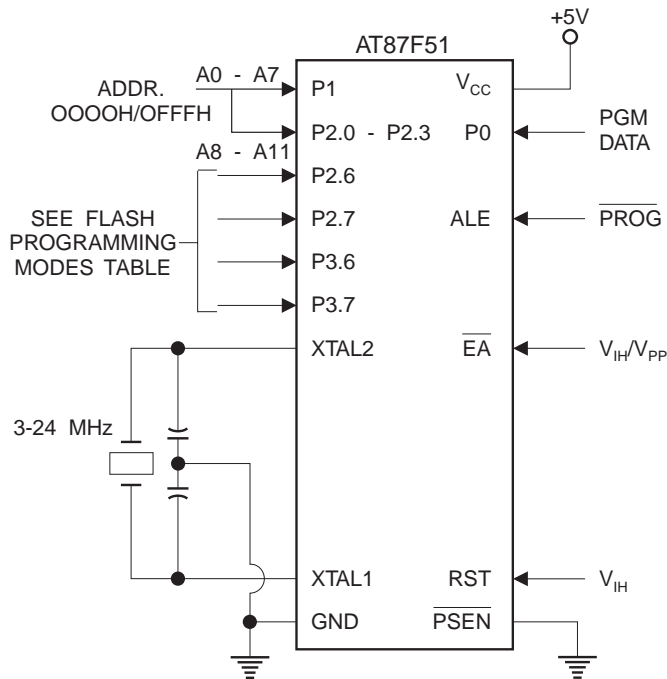 +5V
AT87F51
ADDR.
OOOOH/OFFFH
A0 - A7
P1
VCC
P2.0 - P2.3
P0
PGM
DATA
A8 - A11
P2.6
SEE FLASH
PROGRAMMING
MODES TABLE
P2.7
ALE
PROG
P3.6
P3.7
XTAL2
EA
VIH/VPP
3-24 MHz
XTAL1
RST
VIH
GND
PSEN